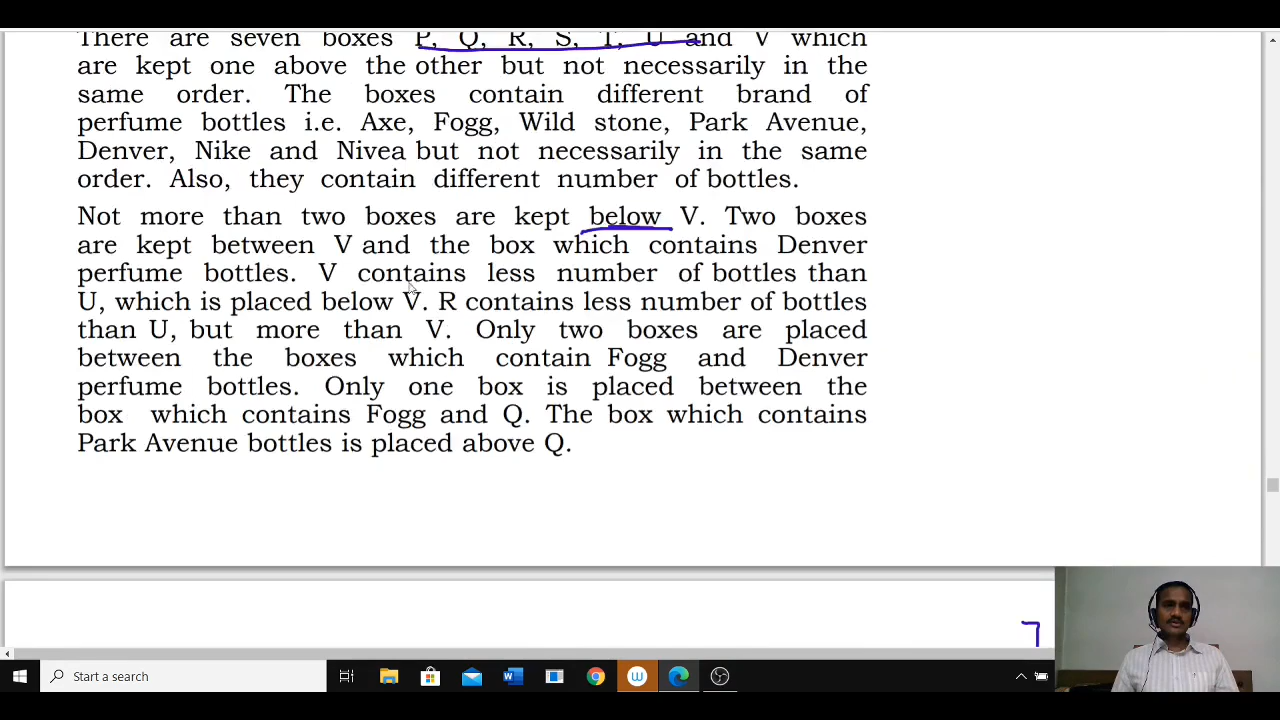 There are seven boxes P, Q, R, S, T, U and V which
are kept one above the other but not necessarily in the
same order. The boxes contain different brand of
perfume bottles i.e. Axe, Fogg, Wild stone, Park Avenue,
Denver, Nike and Nivea but not necessarily in the same
order. Also, they contain different number of bottles.
Not more than two boxes are kept below V. Two boxes
are kept between V and the box which contains Denver
perfume bottles. V contains less number of bottles than
U, which is placed below V. R contains less number of bottles
than U, but more than V. Only two boxes are placed
between the boxes which contain Fogg and Denver
perfume bottles. Only one box is placed between the
box which contains Fogg and Q. The box which contains
Park Avenue bottles is placed above Q.
Start a search